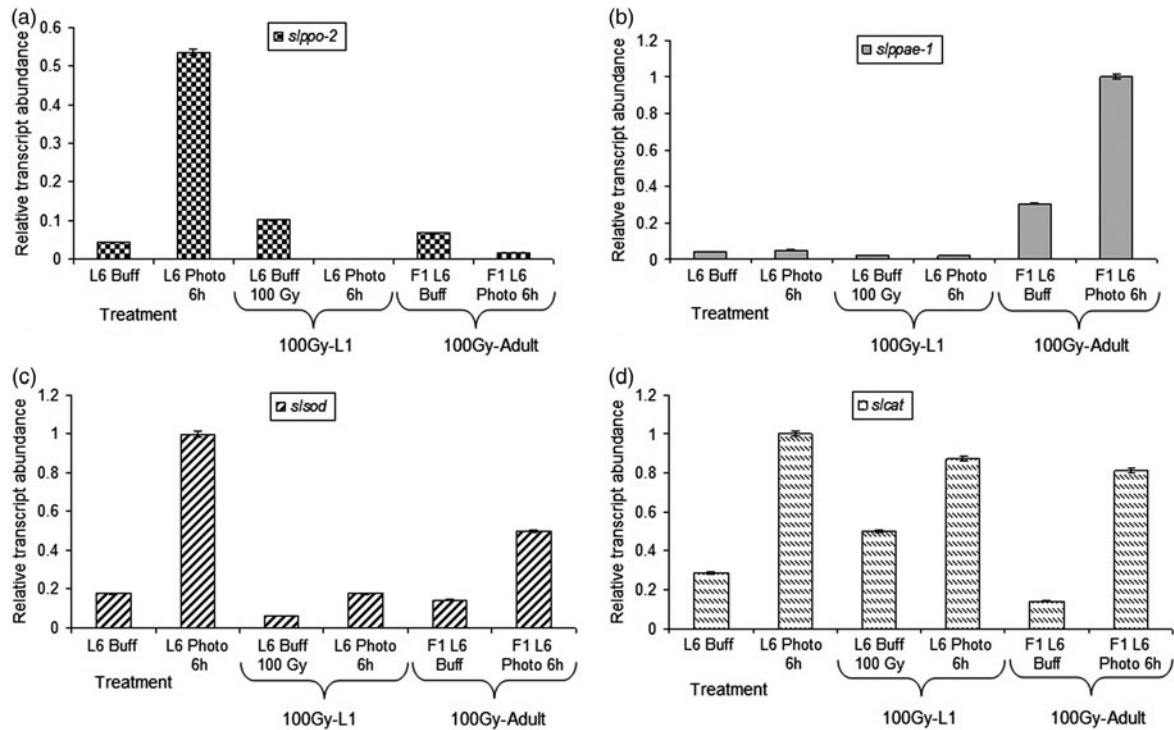 (a)
Relative transcript abundance
0.6
0.5
0.4
0.3
0.2
0.1
0
slppo-2
L6 Buff
L6 Photo
6h
L6 Buff
100 Gy
L6 Photo
6h
F1 L6
Buff
F1 L6
Photo 6h
Treatment
100Gy-L1
100Gy-Adult
(b)
Relative transcript abundance
1.2
1
0.8
0.6
0.4
0.2
0
slppae-1
L6 Buff
L6 Photo
6h
L6 Buff
100 Gy
L6 Photo
6h
F1 L6
Buff
F1 L6
Photo 6h
Treatment
100Gy-L1
100Gy-Adult
(c)
Relative transcript abundance
1.2
1
0.8
0.6
0.4
0.2
0
slsod
L6 Buff
L6 Photo
6h
L6 Buff
100 Gy
L6 Photo
6h
F1 L6
Buff
F1 L6
Photo 6h
Treatment
100Gy-L1
100Gy-Adult
(d)
Relative transcript abundance
1.2
1
0.8
0.6
0.4
0.2
0
slcat
L6 Buff
L6 Photo
6h
L6 Buff
100 Gy
L6 Photo
6h
F1 L6
Buff
F1 L6
Photo 6h
Treatment
100Gy-L1
100Gy-Adult